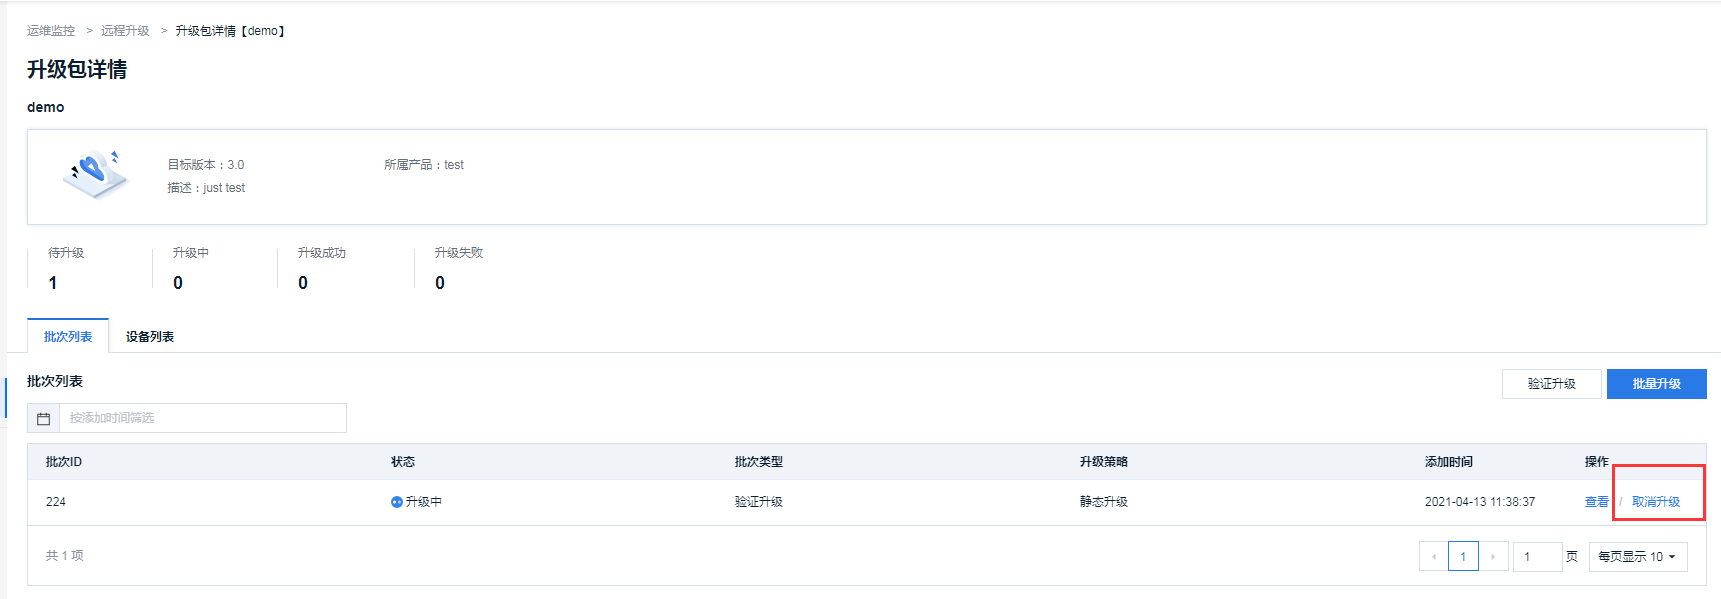 运维监控 > 远程升级 > 升级包详情【demo】
升级包详情
demo
目标版本：3.0 所属产品：test
描述：just test
待升级 升级中 升级成功 升级失败
1 0 0 0
批次列表 设备列表
批次列表
验证升级 批量升级
按添加时间筛选
批次ID 状态 批次类型 升级策略 添加时间 操作
224 升级中 验证升级 静态升级 2021-04-13 11:38:37 查看 / 取消升级
共 1 项 1 1 页 每页显示 10